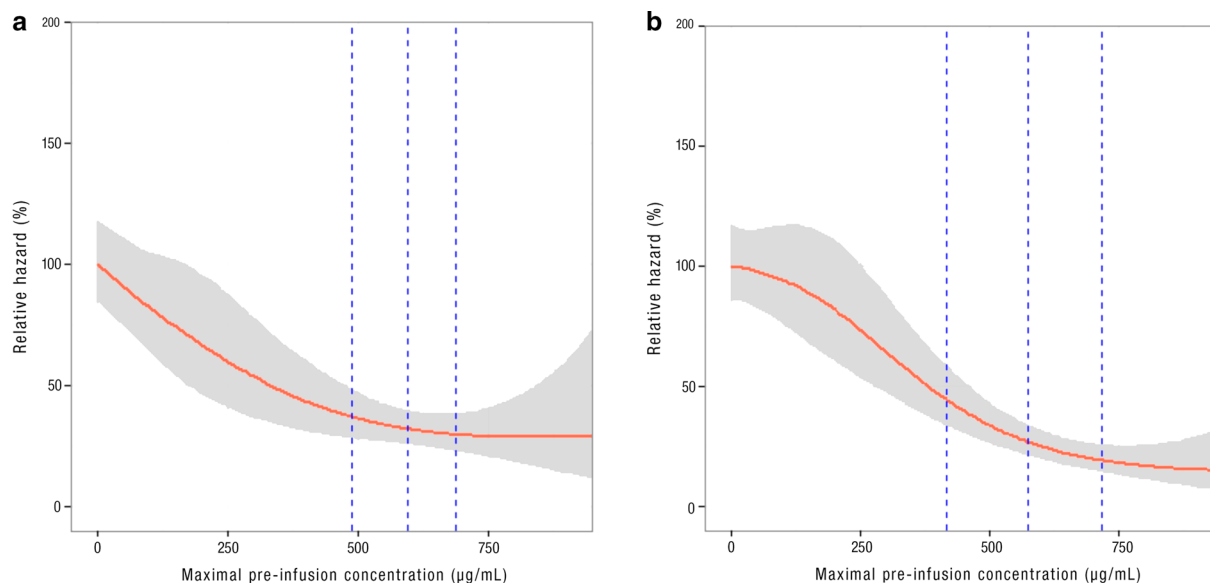 a
200
150
100
50
0
Relative hazard (%)
0 250 500 750
Maximal pre-infusion concentration (µg/mL)
b
200
150
100
50
0
Relative hazard (%)
0 250 500 750
Maximal pre-infusion concentration (µg/mL)